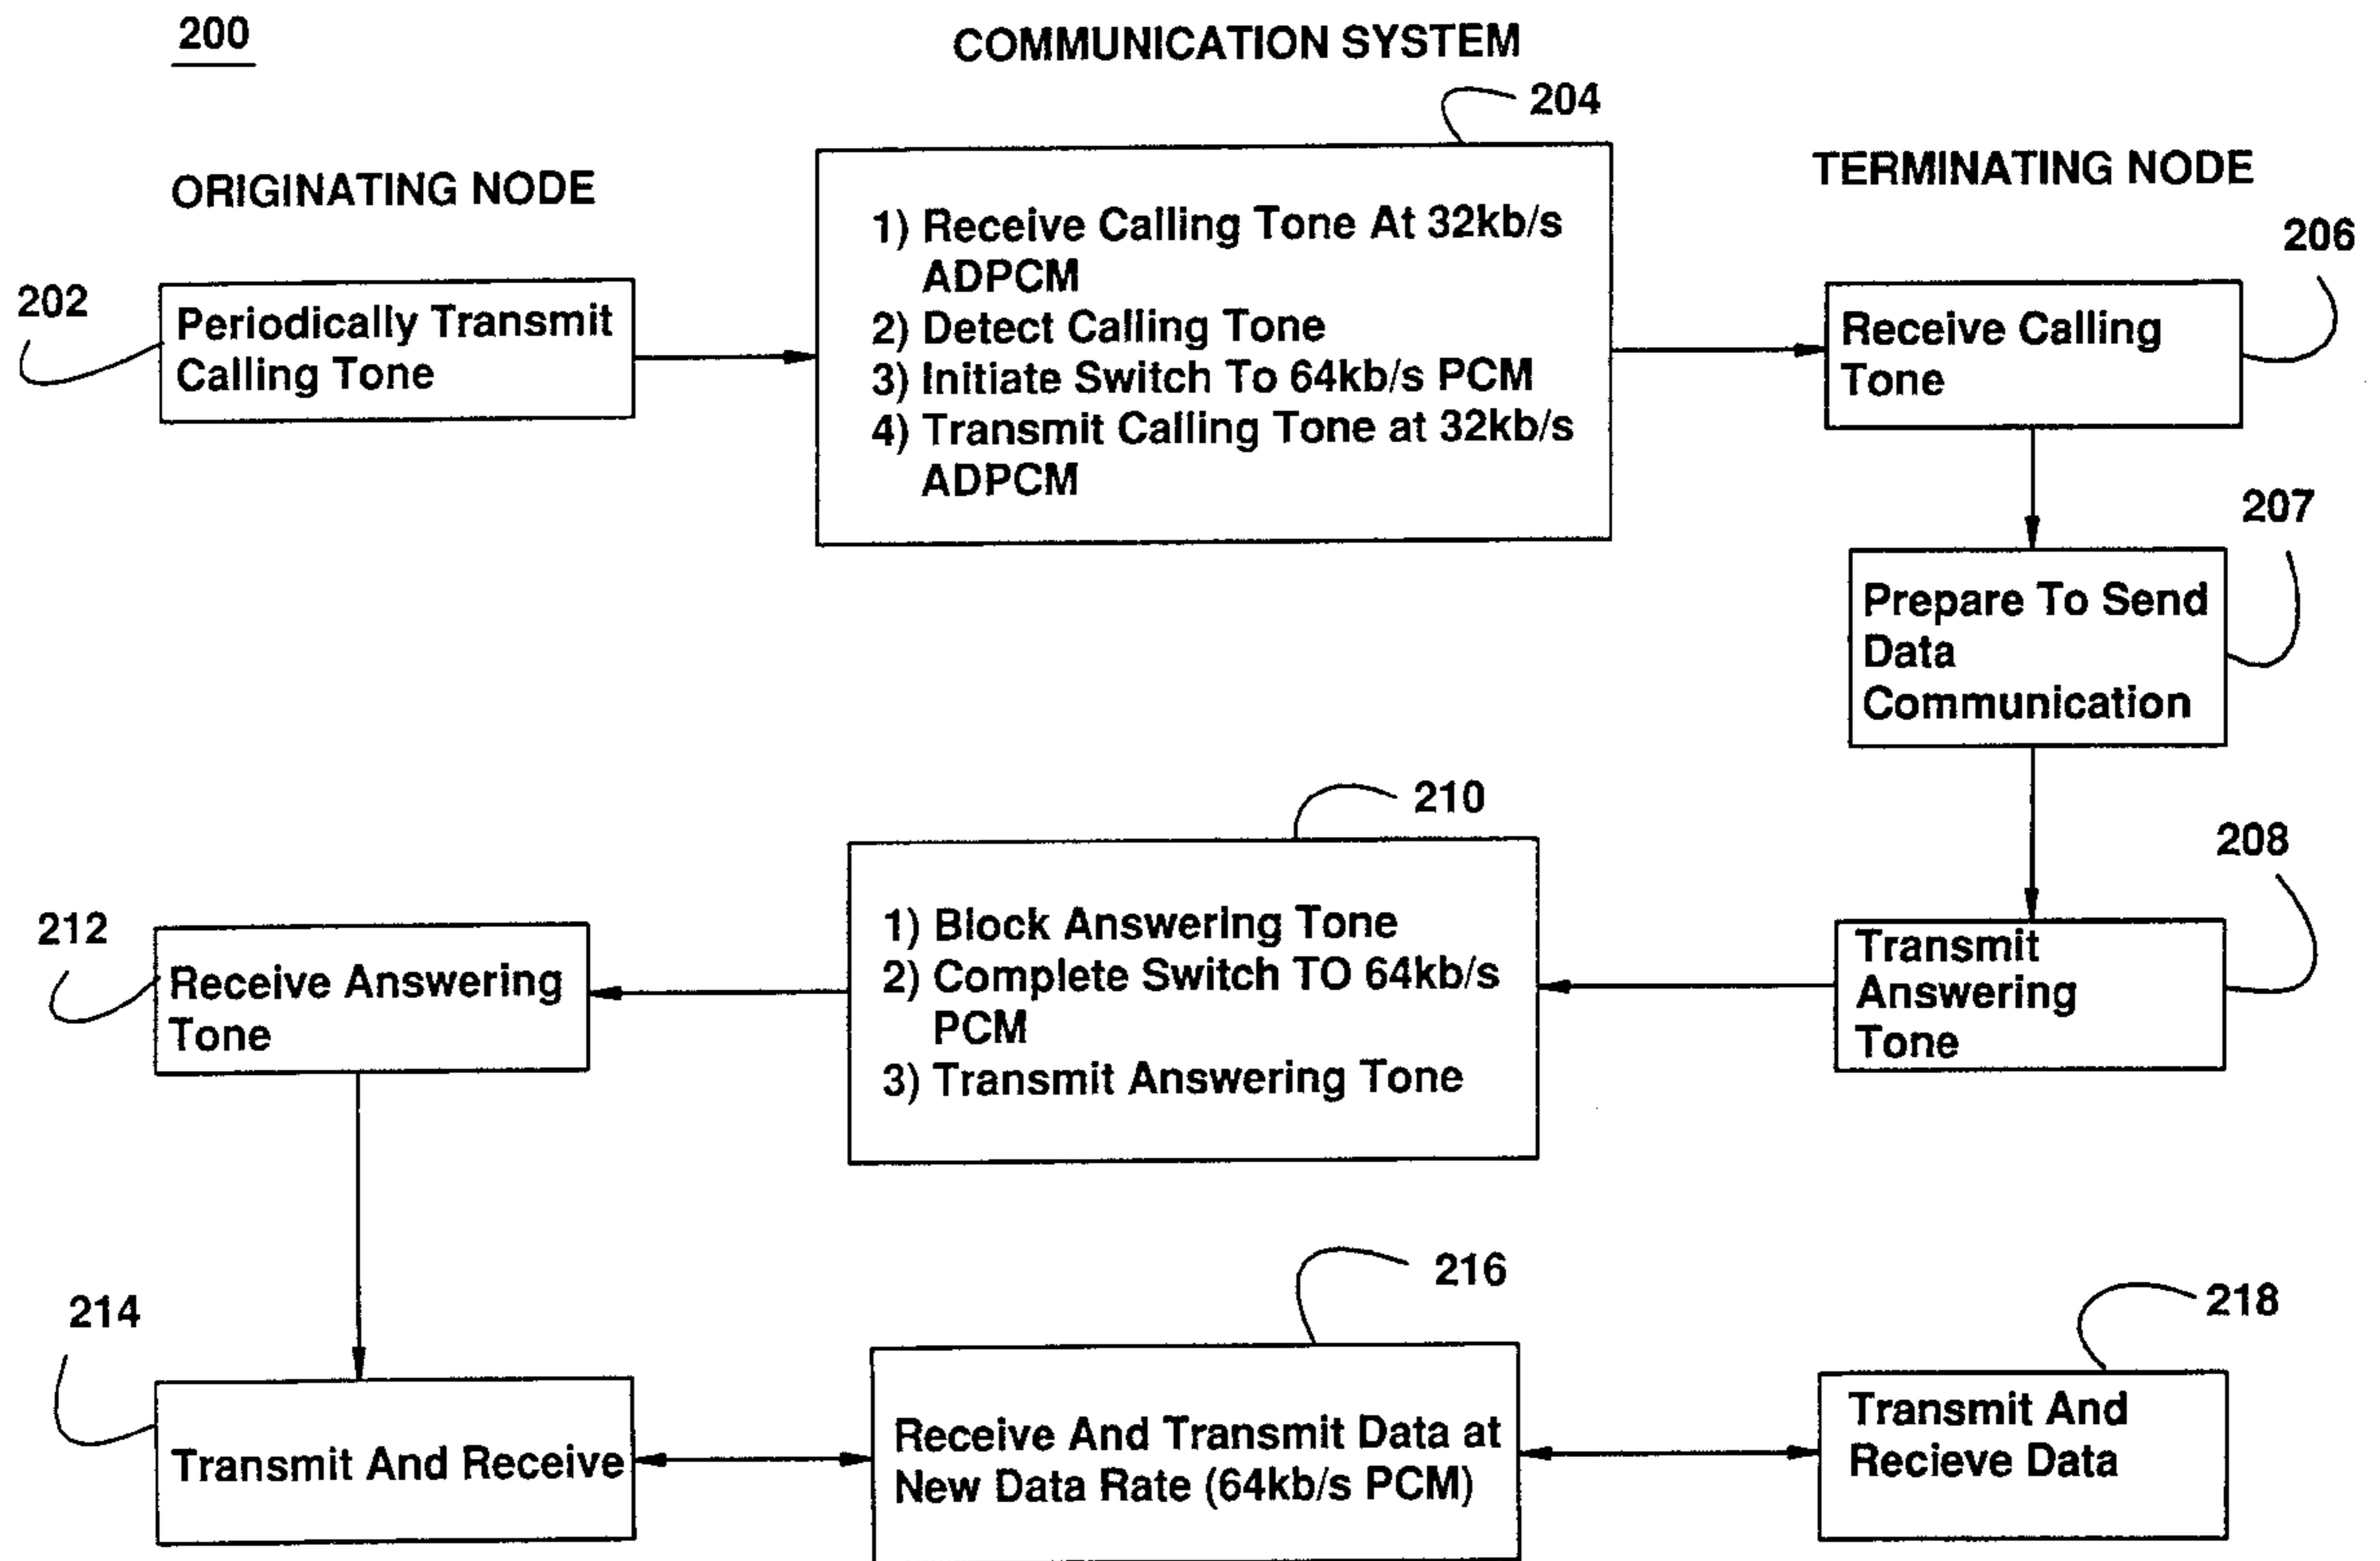 200
COMMUNICATION SYSTEM
204
ORIGINATING NODE
TERMINATING NODE
202
Periodically Transmit
Calling Tone
1) Receive Calling Tone At 32kb/s
ADPCM
2) Detect Calling Tone
3) Initiate Switch To 64kb/s PCM
4) Transmit Calling Tone at 32kb/s
ADPCM
206
Receive Calling
Tone
207
Prepare To Send
Data
Communication
208
Transmit
Answering
Tone
210
1) Block Answering Tone
2) Complete Switch TO 64kb/s
PCM
3) Transmit Answering Tone
212
Receive Answering
Tone
214
Transmit And Receive
216
Receive And Transmit Data at
New Data Rate (64kb/s PCM)
218
Transmit And
Recieve Data